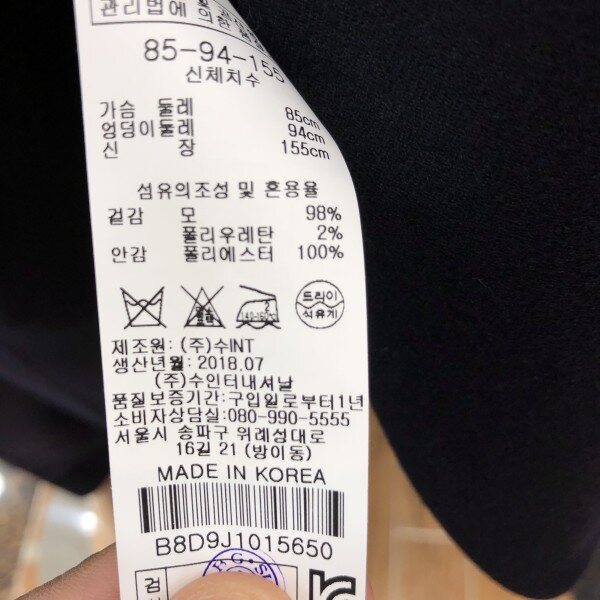 관리법에
85-94-155
신체치수
가슴 둘레 85cm
엉덩이둘레 94cm
신 장 155cm
섬유의조성 및 혼용율
겉감 모 98%
폴리우레탄 2%
안감 폴리에스터 100%
드라이
석유계
제조원: (주)수INT
생산년월: 2018.07
(주)수인터내셔날
품질보증기간: 구입일로부터1년
소비자상담실: 080-990-5555
서울시 송파구 위례성대로
16길 21 (방이동)
MADE IN KOREA
B8D9J1015650
검